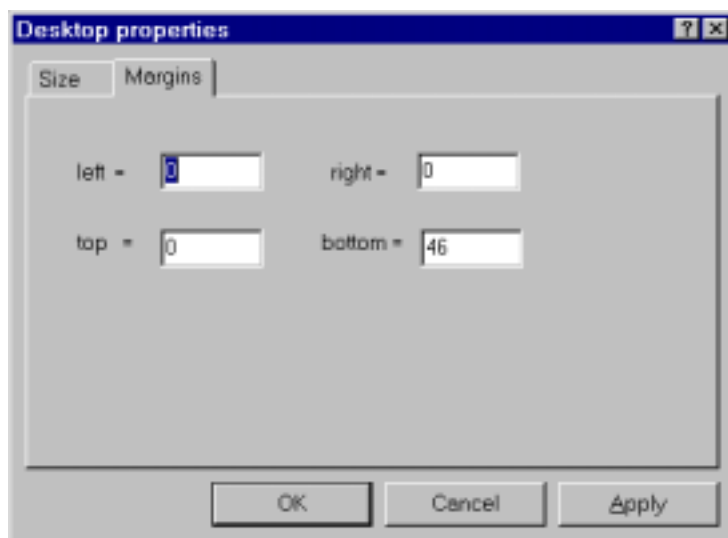 Desktop properties
Size Margins
left = 0 right = 0
top = 0 bottom = 46
OK Cancel Apply